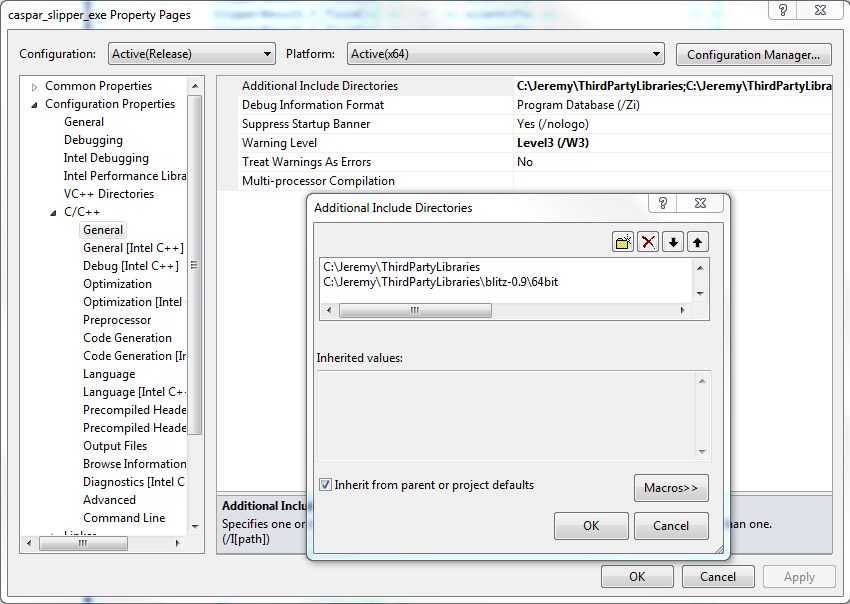 caspar_slipper_exe Property Pages
Configuration: Active(Release) Platform: Active(x64) Configuration Manager...
Common Properties
Configuration Properties
General
Debugging
Intel Debugging
Intel Performance Libra
VC++ Directories
C/C++
General
General [Intel C++]
Debug [Intel C++]
Optimization
Optimization [Intel
Preprocessor
Code Generation
Code Generation [Ir
Language
Language [Intel C+
Precompiled Heade
Precompiled Heade
Output Files
Browse Information
Diagnostics [Intel C
Advanced
Command Line
Linker
Additional Include Directories C:\Jeremy\ThirdPartyLibraries;C:\Jeremy\ThirdPartyLibra
Debug Information Format Program Database (/Zi)
Suppress Startup Banner Yes (/nologo)
Warning Level Level3 (/W3)
Treat Warnings As Errors No
Multi-processor Compilation
Additional Include Directories
C:\Jeremy\ThirdPartyLibraries
C:\Jeremy\ThirdPartyLibraries\blitz-0.9\64bit
Inherited values:
Inherit from parent or project defaults
Macros>>
OK Cancel
Additional Inclu
Specifies one or an one.
(/I[path])
OK Cancel Apply